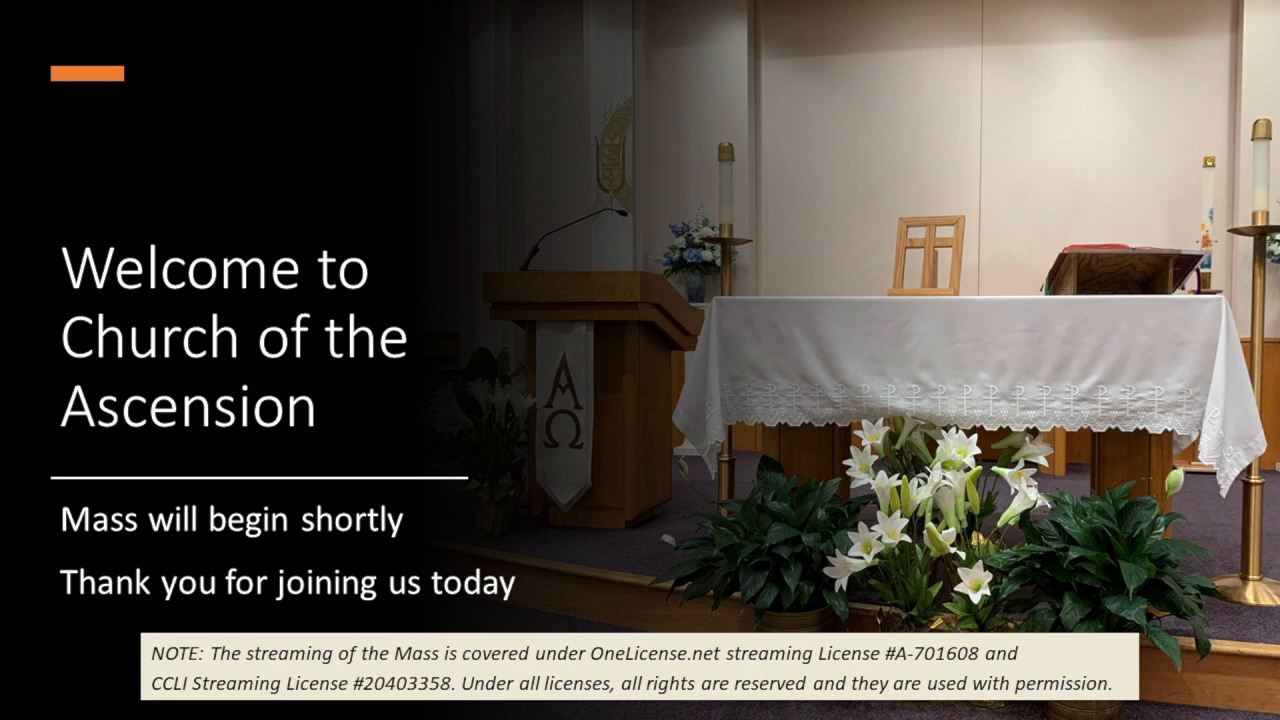 Welcome to
Church of the
Ascension
Mass will begin shortly
Thank you for joining us today
Α
Ω
NOTE: The streaming of the Mass is covered under OneLicense.net streaming License #A-701608 and
CCLI Streaming License #20403358. Under all licenses, all rights are reserved and they are used with permission.